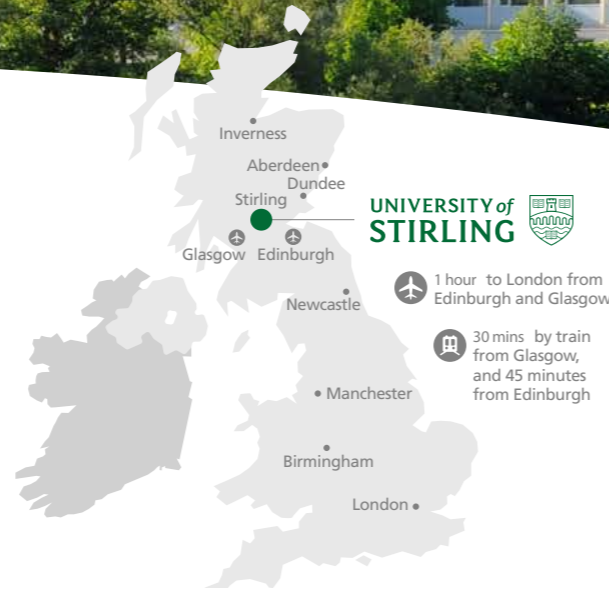 Inverness
Aberdeen
Dundee
Stirling
UNIVERSITY of
STIRLING
Glasgow
Edinburgh
1 hour to London from
Edinburgh and Glasgow
Newcastle
30 mins by train
from Glasgow,
and 45 minutes
from Edinburgh
Manchester
Birmingham
London